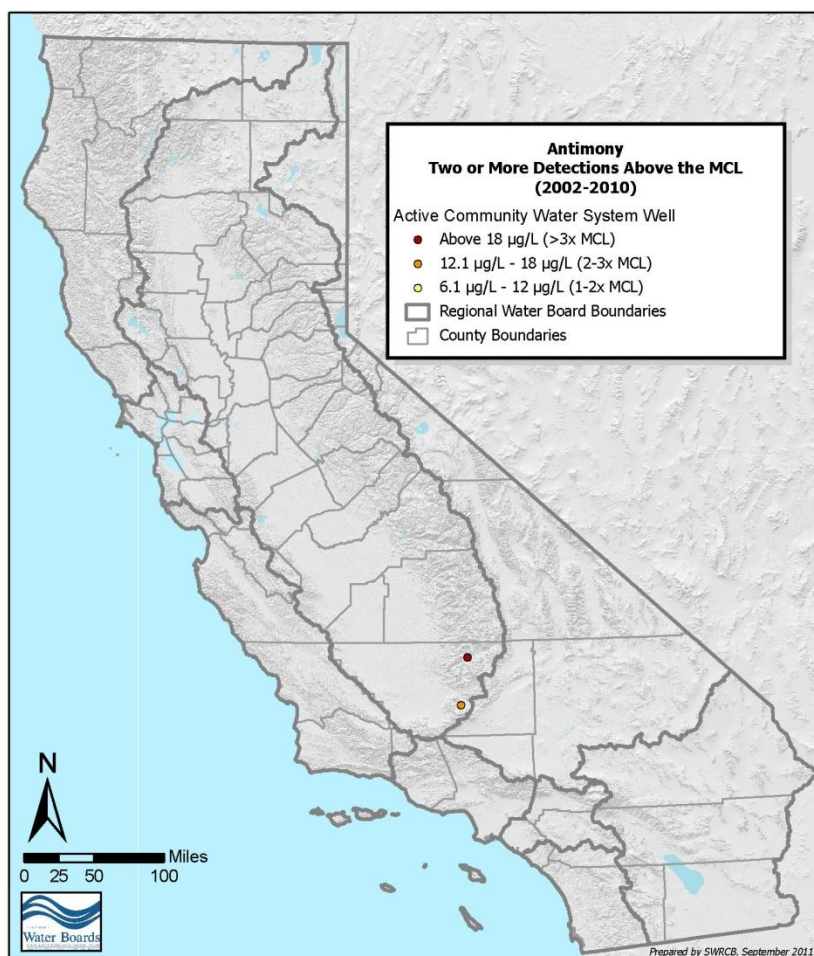 Antimony
Two or More Detections Above the MCL
(2002-2010)
Active Community Water System Well
Above 18 µg/L (>3x MCL)
12.1 µg/L - 18 µg/L (2-3x MCL)
6.1 µg/L - 12 µg/L (1-2x MCL)
Regional Water Board Boundaries
County Boundaries
N
Miles
0 25 50 100
Water Boards
Prepared by SWRCB, September 2011